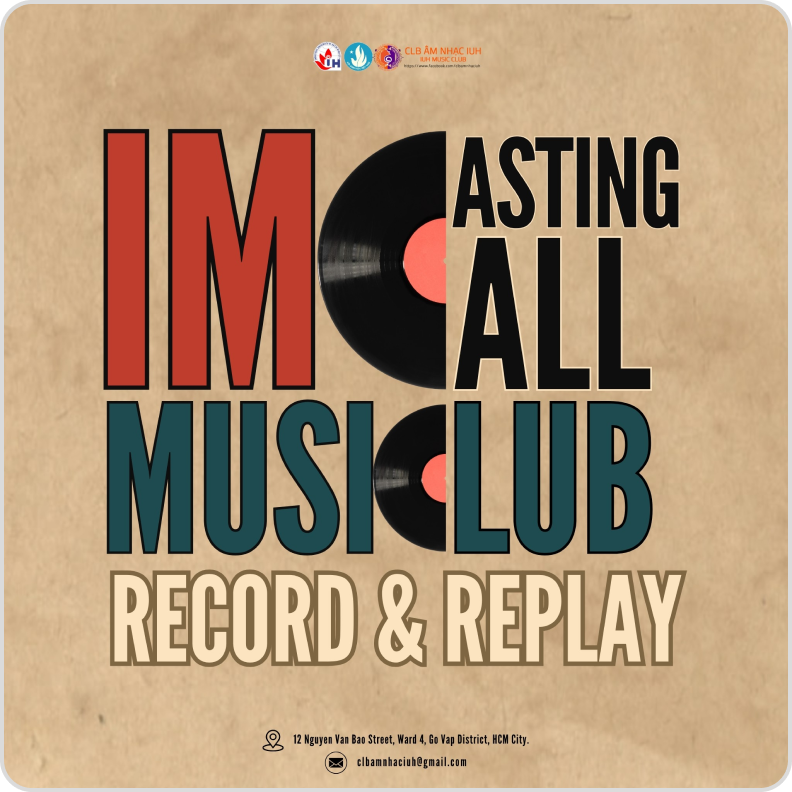 IH
CLB ÂM NHẠC IUH
IUH MUSIC CLUB
IM ASTING
ALL
MUSI LUB
RECORD & REPLAY
12 Nguyen Van Bao Street, Ward 4, Go Vap District, HCM City.
clbamnhaciuh@gmail.com